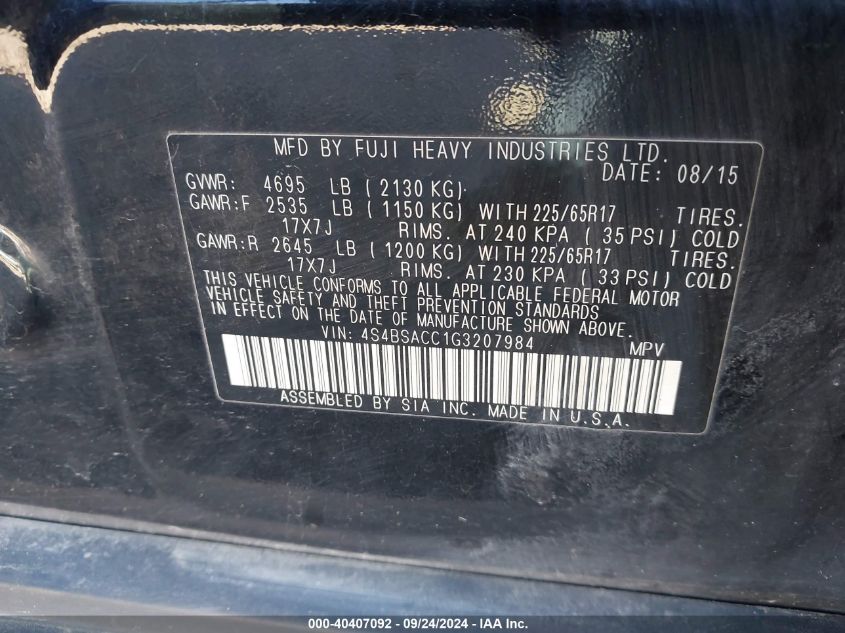 MFD BY FUJI HEAVY INDUSTRIES LTD.
DATE: 08/15
GVWR: 4695 LB ( 2130 KG)
GAWR:F 2535 LB ( 1150 KG) WITH 225/65R17 TIRES.
17X7J RIMS. AT 240 KPA ( 35 PSI) COLD
GAWR:R 2645 LB ( 1200 KG) WITH 225/65R17 TIRES.
17X7J RIMS. AT 230 KPA ( 33 PSI) COLD
THIS VEHICLE CONFORMS TO ALL APPLICABLE FEDERAL MOTOR
VEHICLE SAFETY AND THEFT PREVENTION STANDARDS
IN EFFECT ON THE DATE OF MANUFACTURE SHOWN ABOVE.
VIN: 4S4BSACC1G3207984 MPV
ASSEMBLED BY SIA INC. MADE IN U.S.A.
000-40407092 - 09/24/2024 - IAA Inc.